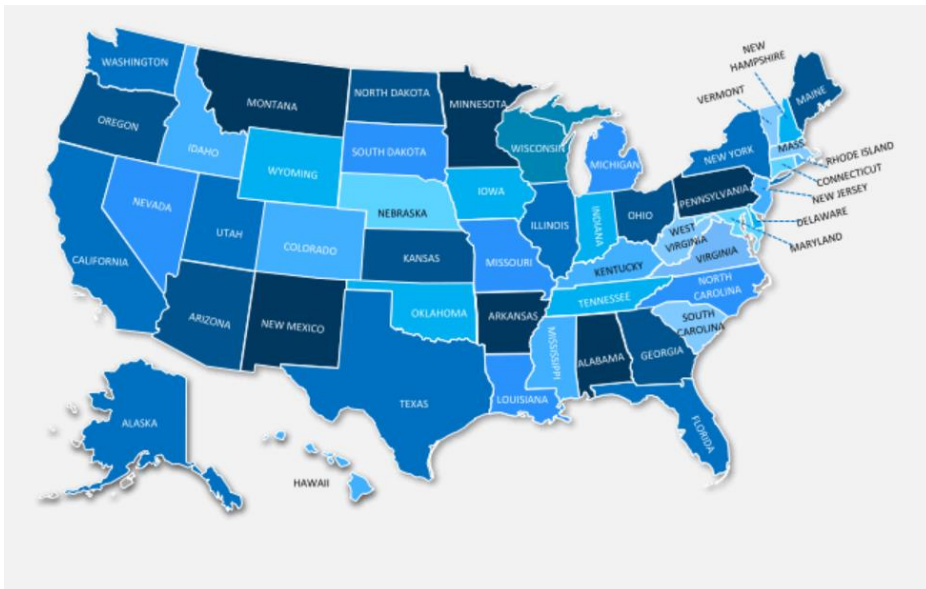 NEW
HAMPSHIRE
WASHINGTON
VERMONT
MAINE
MONTANA
NORTH DAKOTA
MINNESOTA
OREGON
MASS.
RHODE ISLAND
IDAHO
SOUTH DAKOTA
WISCONSIN
MICHIGAN
NEW YORK
CONNECTICUT
WYOMING
PENNSYLVANIA
NEW JERSEY
NEVADA
NEBRASKA
IOWA
ILLINOIS
INDIANA
OHIO
DELAWARE
UTAH
COLORADO
WEST
VIRGINIA
MARYLAND
CALIFORNIA
KANSAS
MISSOURI
KENTUCKY
VIRGINIA
NORTH
CAROLINA
ARIZONA
NEW MEXICO
OKLAHOMA
ARKANSAS
TENNESSEE
SOUTH
CAROLINA
MISSISSIPPI
ALABAMA
GEORGIA
TEXAS
LOUISIANA
FLORIDA
ALASKA
HAWAII